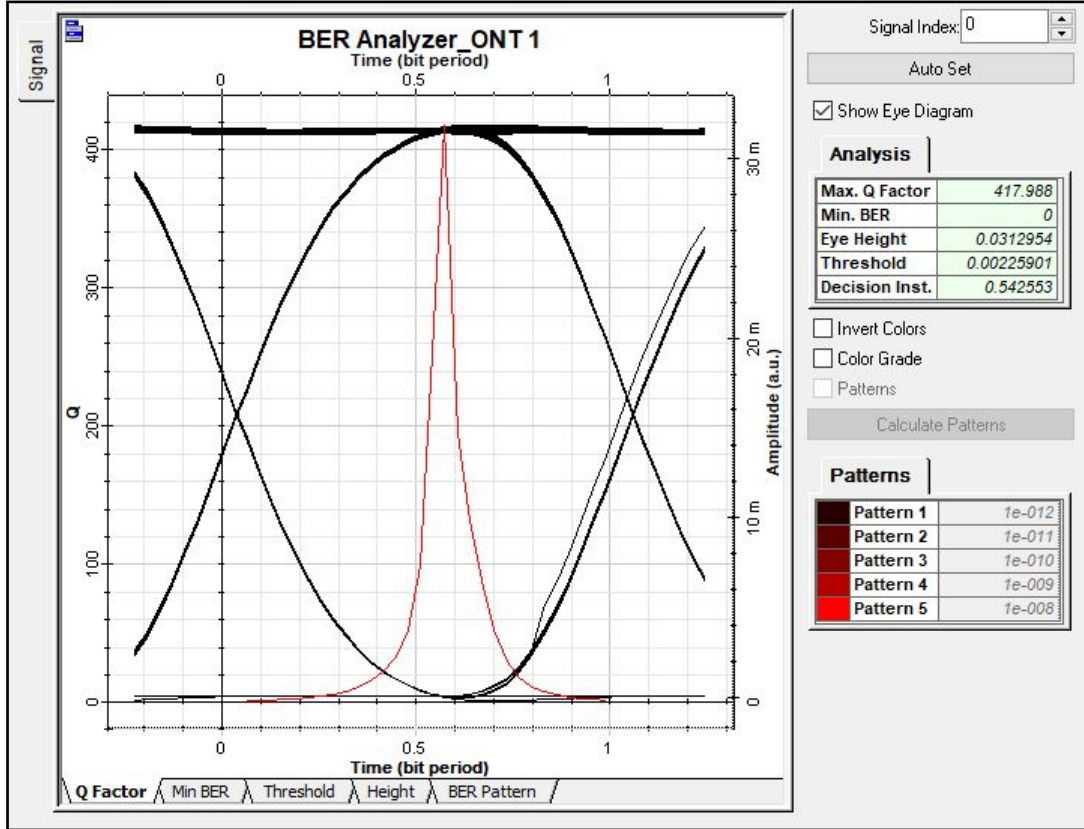 Signal
BER Analyzer_ONT 1
Time (bit period)
0 0.5 1
Q
400
300
200
100
0
30 m
20 m
10 m
0
Amplitude (a.u.)
0 0.5 1
Time (bit period)
Q Factor Min BER Threshold Height BER Pattern
Signal Index: 0
Auto Set
Show Eye Diagram
Analysis
Max. Q Factor 417.988
Min. BER 0
Eye Height 0.0312954
Threshold 0.00225901
Decision Inst. 0.542553
Invert Colors
Color Grade
Patterns
Calculate Patterns
Patterns
Pattern 1 1e-012
Pattern 2 1e-011
Pattern 3 1e-010
Pattern 4 1e-009
Pattern 5 1e-008